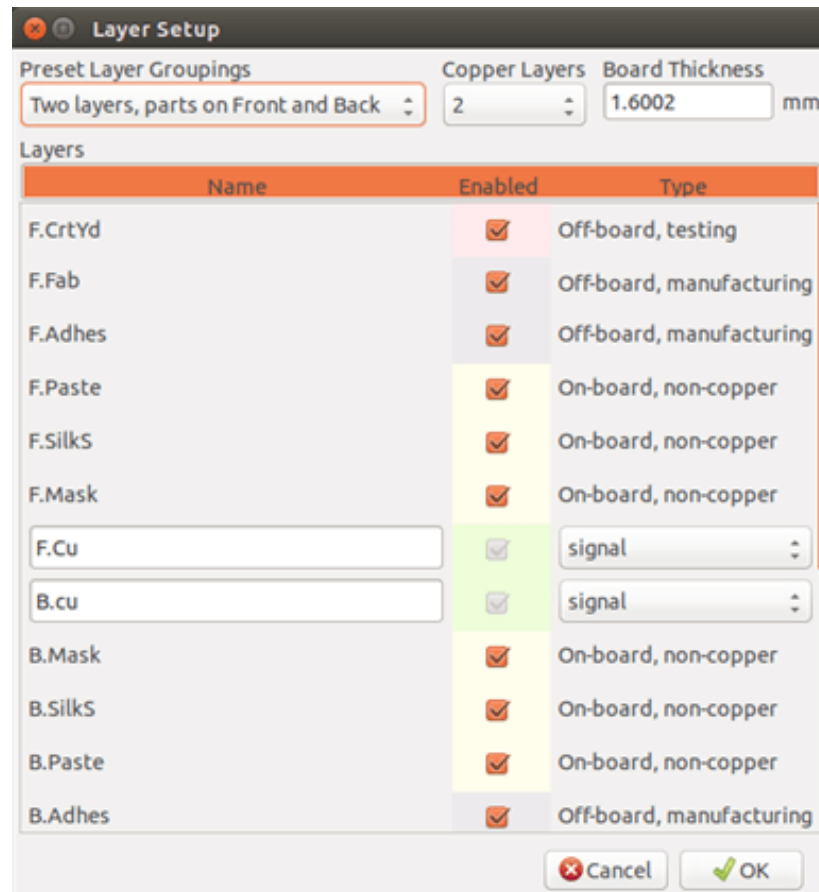 Layer Setup
Preset Layer Groupings Copper Layers Board Thickness
Two layers, parts on Front and Back 2 1.6002 mm
Layers
Name Enabled Type
F.CrtYd Off-board, testing
F.Fab Off-board, manufacturing
F.Adhes Off-board, manufacturing
F.Paste On-board, non-copper
F.SilkS On-board, non-copper
F.Mask On-board, non-copper
F.Cu signal
B.cu signal
B.Mask On-board, non-copper
B.SilkS On-board, non-copper
B.Paste On-board, non-copper
B.Adhes Off-board, manufacturing
Cancel OK